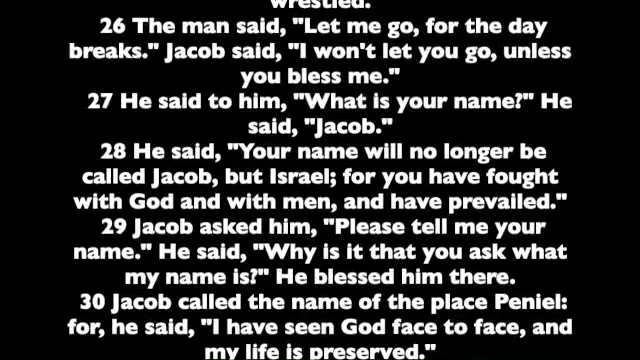 wrestled.
26 The man said, "Let me go, for the day
breaks." Jacob said, "I won't let you go, unless
you bless me."
27 He said to him, "What is your name?" He
said, "Jacob."
28 He said, "Your name will no longer be
called Jacob, but Israel; for you have fought
with God and with men, and have prevailed."
29 Jacob asked him, "Please tell me your
name." He said, "Why is it that you ask what
my name is?" He blessed him there.
30 Jacob called the name of the place Peniel:
for, he said, "I have seen God face to face, and
my life is preserved."